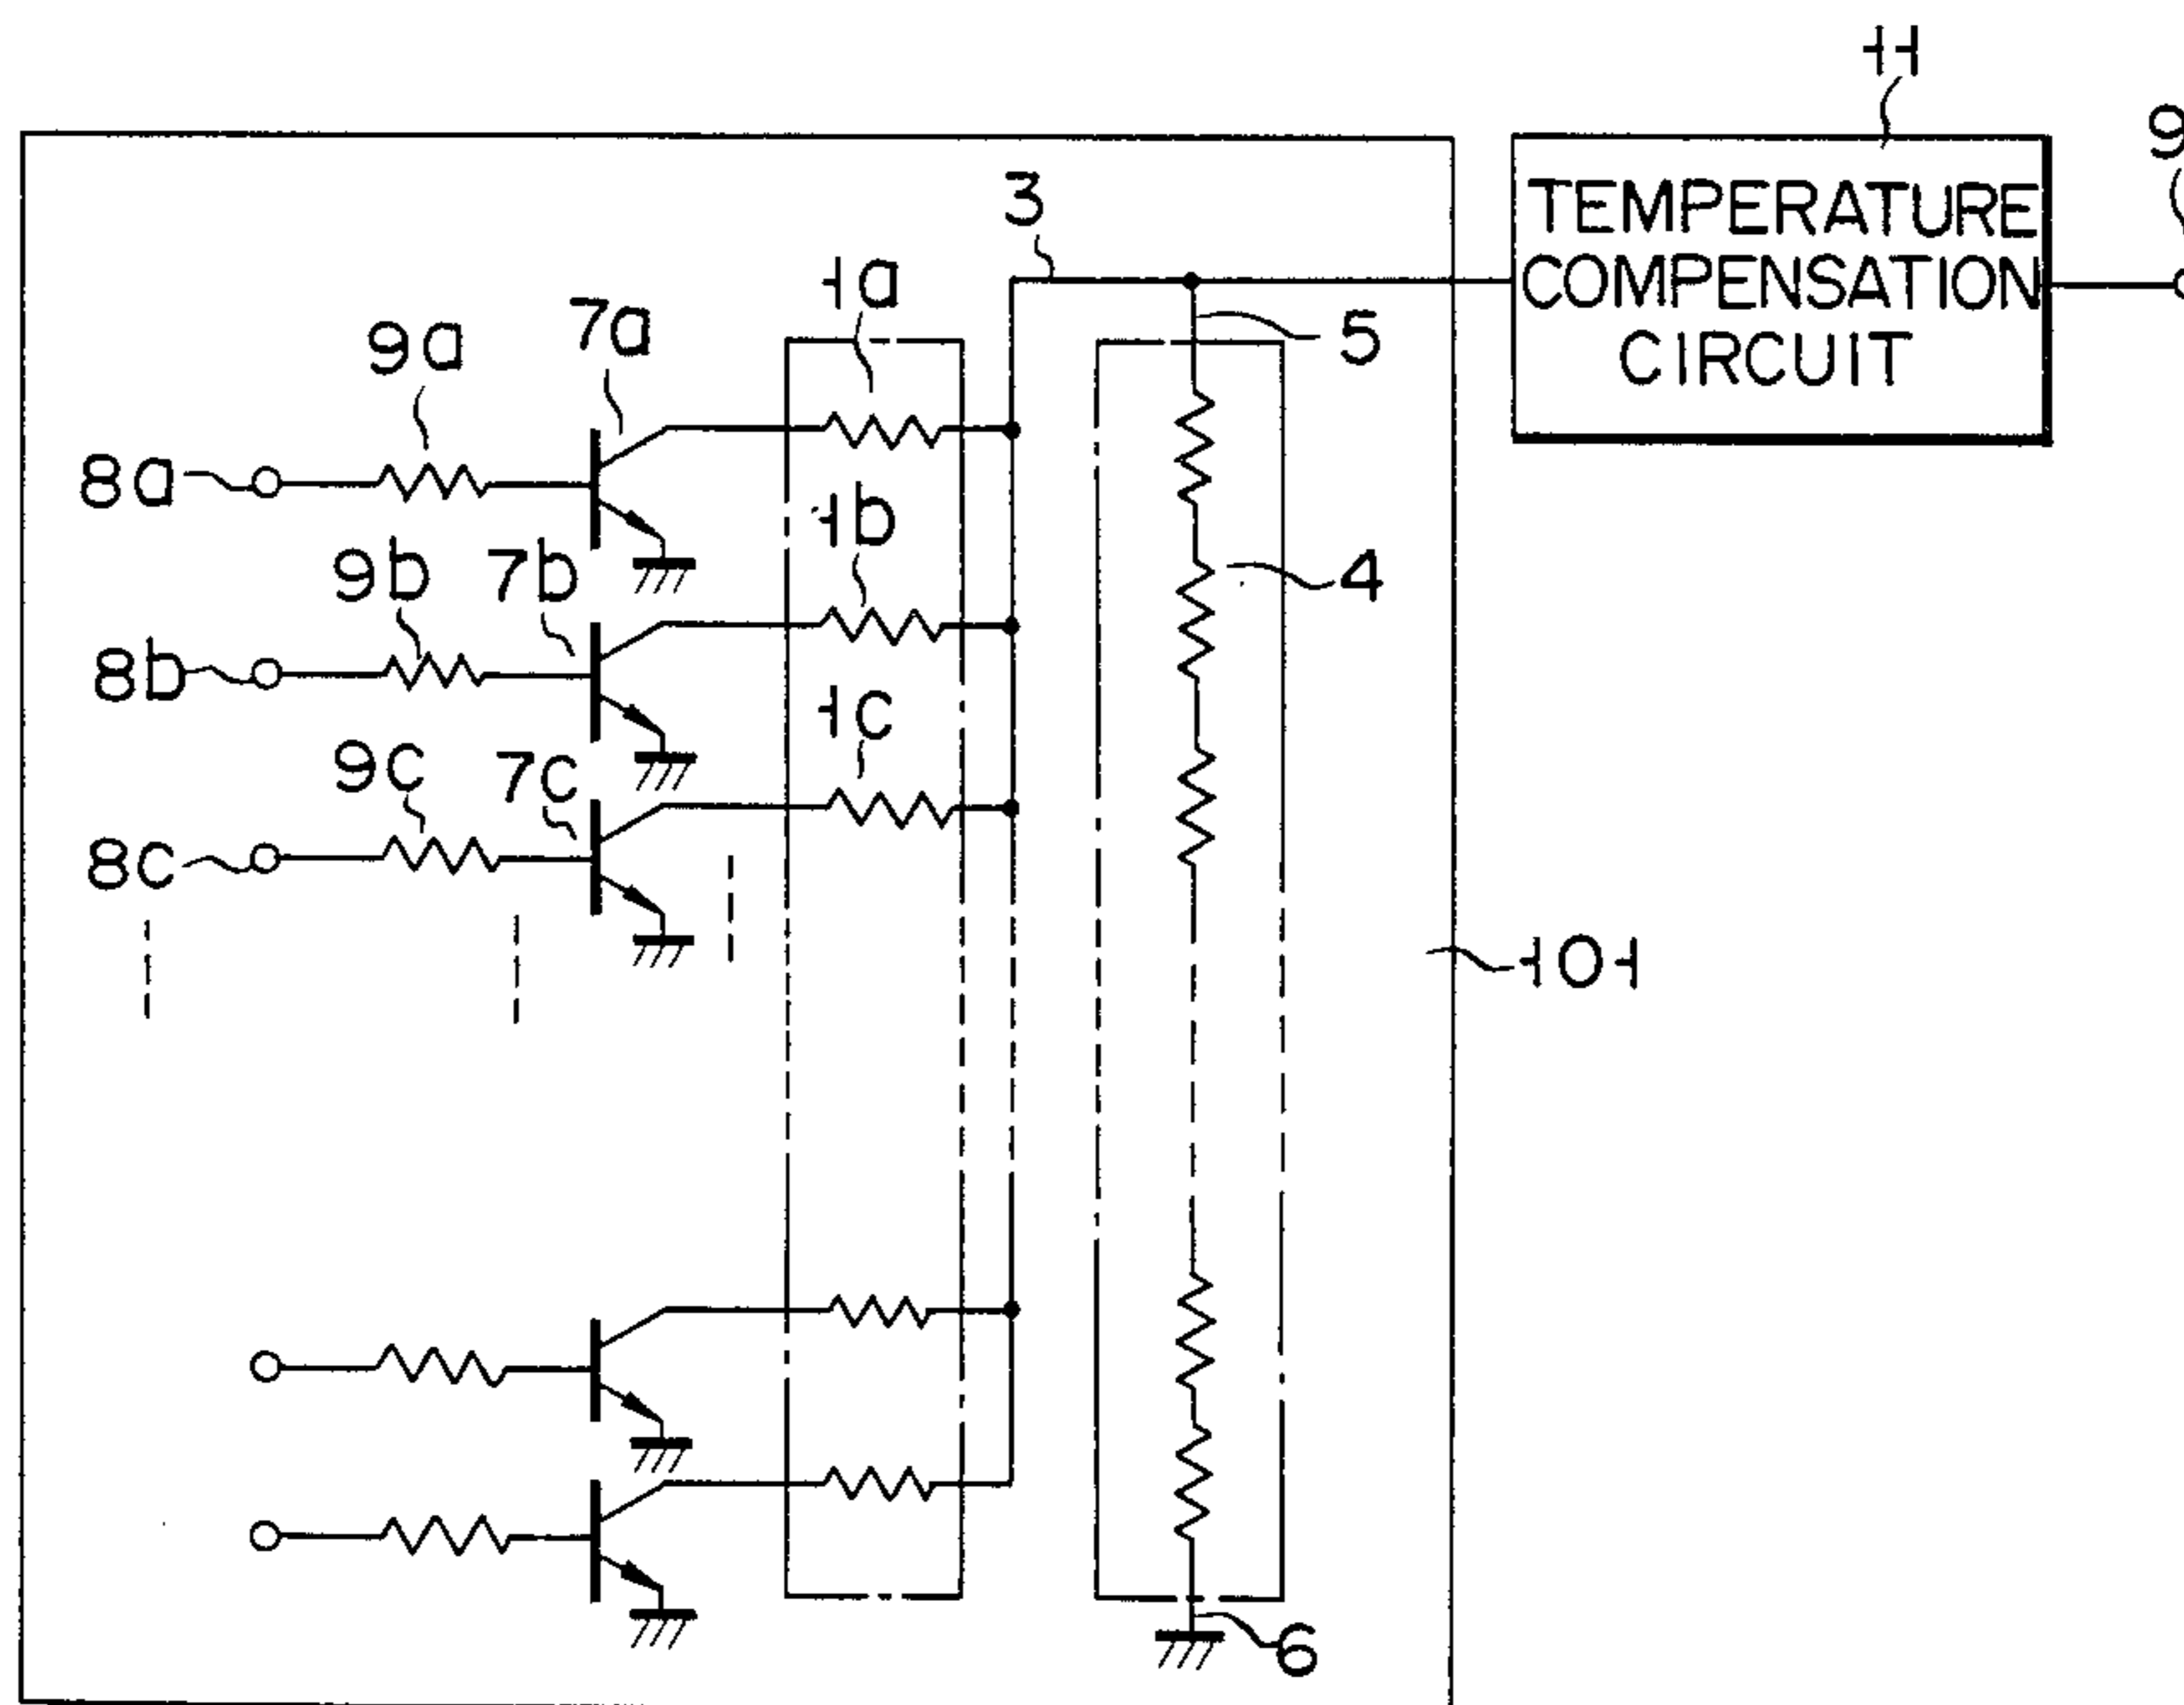 11
9
3
TEMPERATURE
COMPENSATION
CIRCUIT
1a
7a
9a
5
8a
1b
9b
7b
4
8b
1c
9c
7c
8c
101
6